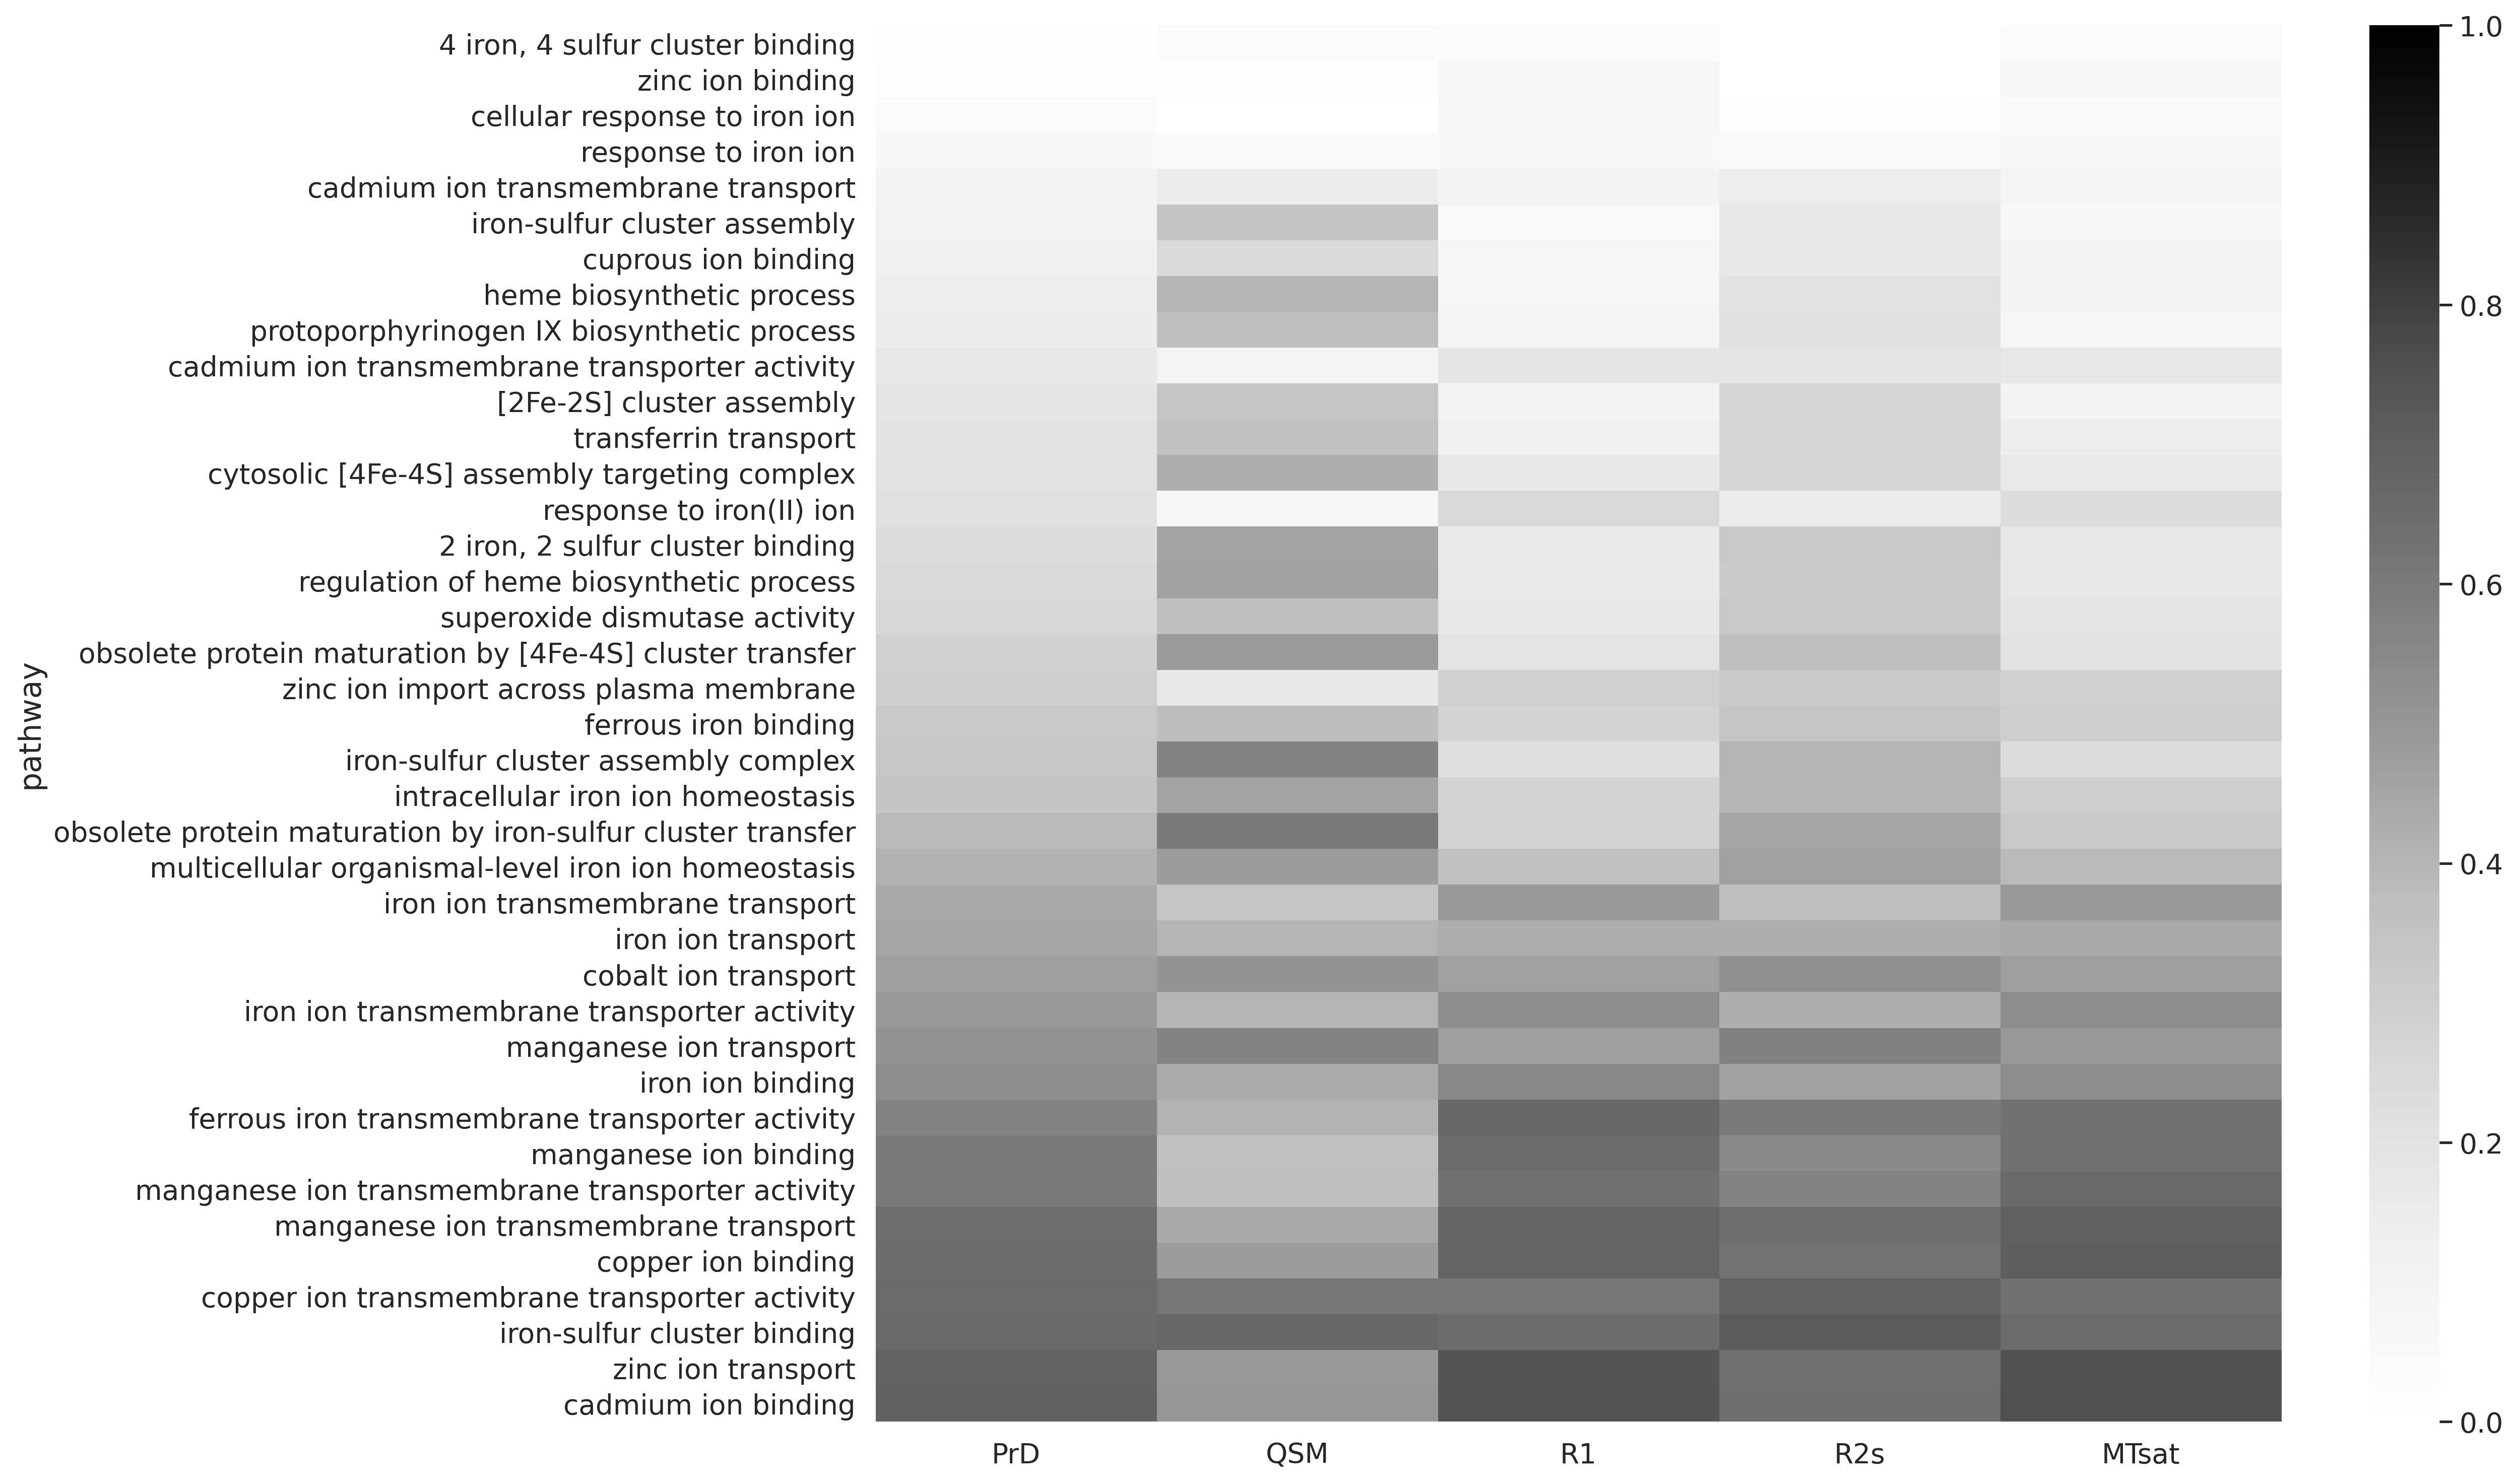 4 iron, 4 sulfur cluster binding
zinc ion binding
cellular response to iron ion
response to iron ion
cadmium ion transmembrane transport
iron-sulfur cluster assembly
cuprous ion binding
heme biosynthetic process
protoporphyrinogen IX biosynthetic process
cadmium ion transmembrane transporter activity
[2Fe-2S] cluster assembly
transferrin transport
cytosolic [4Fe-4S] assembly targeting complex
response to iron(II) ion
2 iron, 2 sulfur cluster binding
regulation of heme biosynthetic process
superoxide dismutase activity
obsolete protein maturation by [4Fe-4S] cluster transfer
zinc ion import across plasma membrane
ferrous iron binding
iron-sulfur cluster assembly complex
intracellular iron ion homeostasis
obsolete protein maturation by iron-sulfur cluster transfer
multicellular organismal-level iron ion homeostasis
iron ion transmembrane transport
iron ion transport
cobalt ion transport
iron ion transmembrane transporter activity
manganese ion transport
iron ion binding
ferrous iron transmembrane transporter activity
manganese ion binding
manganese ion transmembrane transporter activity
manganese ion transmembrane transport
copper ion binding
copper ion transmembrane transporter activity
iron-sulfur cluster binding
zinc ion transport
cadmium ion binding
pathway
PrD QSM R1 R2s MTsat
1.0
0.8
0.6
0.4
0.2
0.0